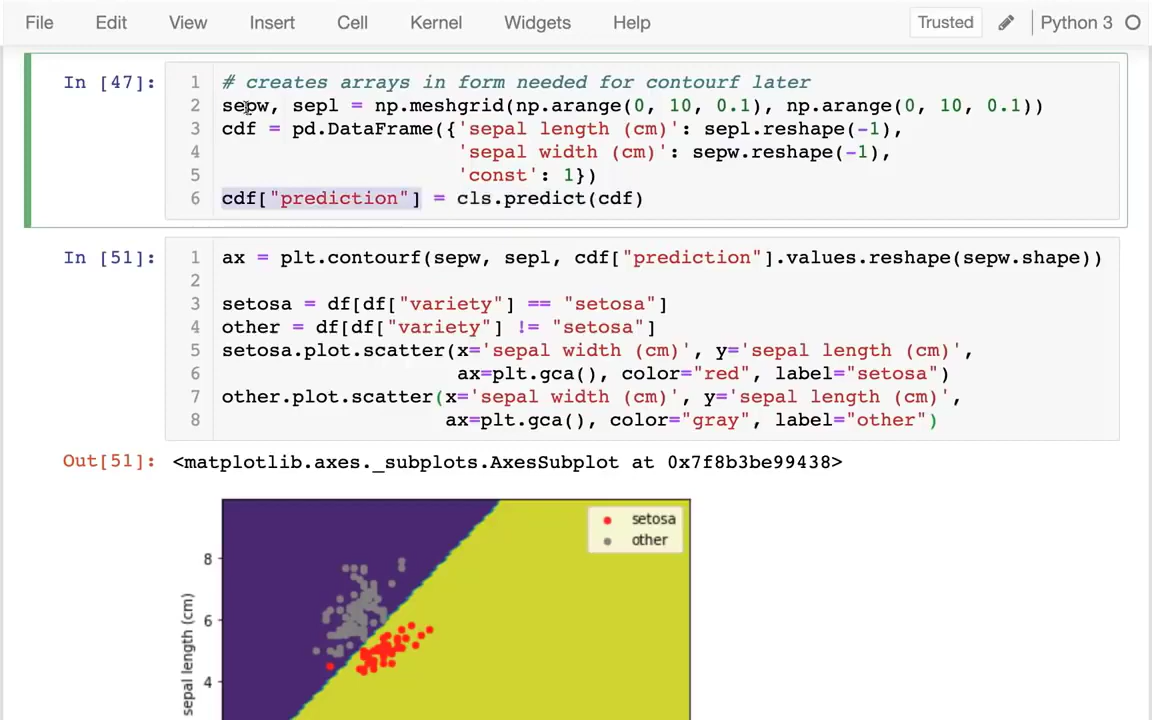 File Edit View Insert Cell Kernel Widgets Help Trusted Python 3
In [47]:
1 # creates arrays in form needed for contourf later
2 sepw, sepl = np.meshgrid(np.arange(0, 10, 0.1), np.arange(0, 10, 0.1))
3 cdf = pd.DataFrame({'sepal length (cm)': sepl.reshape(-1),
4 'sepal width (cm)': sepw.reshape(-1),
5 'const': 1})
6 cdf["prediction"] = cls.predict(cdf)
In [51]:
1 ax = plt.contourf(sepw, sepl, cdf["prediction"].values.reshape(sepw.shape))
2
3 setosa = df[df["variety"] == "setosa"]
4 other = df[df["variety"] != "setosa"]
5 setosa.plot.scatter(x='sepal width (cm)', y='sepal length (cm)',
6 ax=plt.gca(), color="red", label="setosa")
7 other.plot.scatter(x='sepal width (cm)', y='sepal length (cm)',
8 ax=plt.gca(), color="gray", label="other")
Out[51]: <matplotlib.axes._subplots.AxesSubplot at 0x7f8b3be99438>
setosa
other
8
6
4
sepal length (cm)